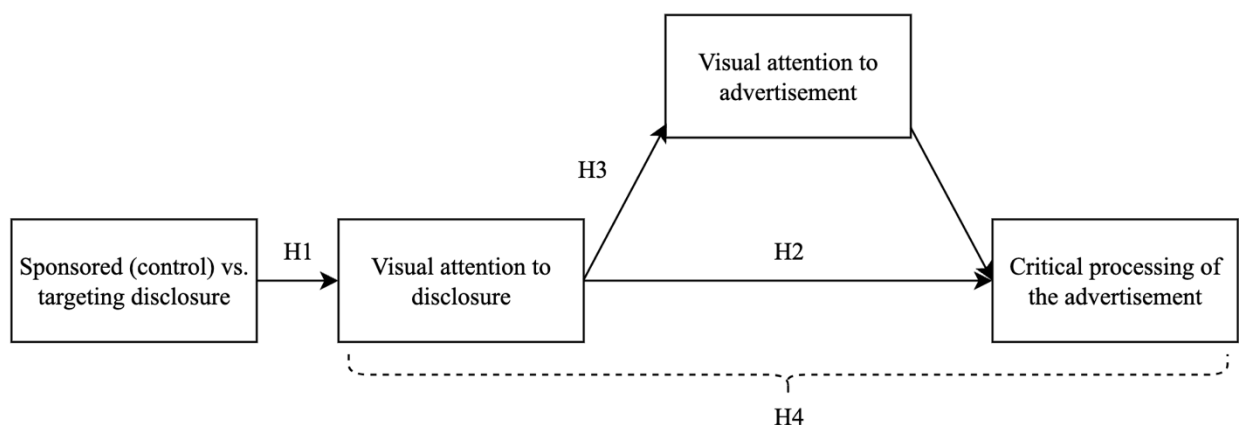 Visual attention to
advertisement
H3
Sponsored (control) vs.
targeting disclosure
H1
Visual attention to
disclosure
H2
Critical processing of
the advertisement
H4